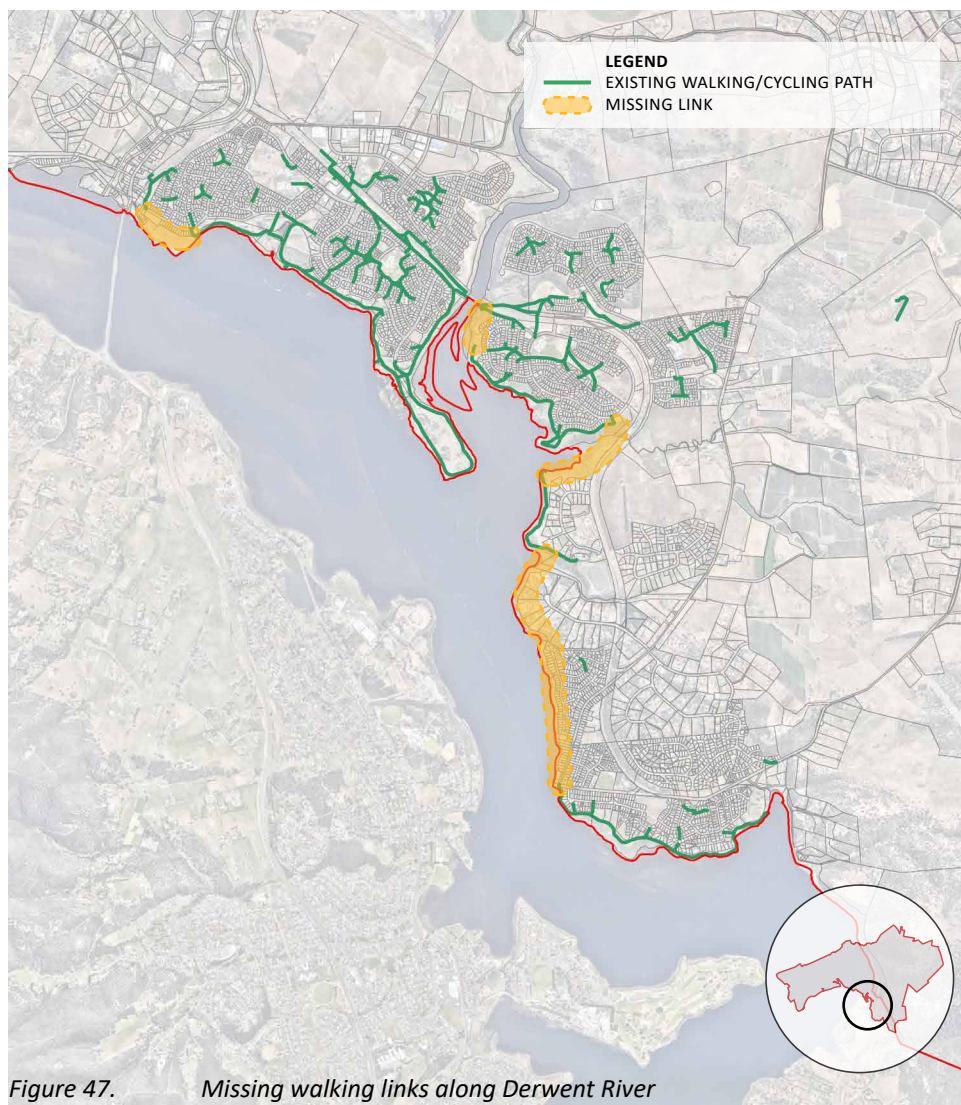 LEGEND
EXISTING WALKING/CYCLING PATH
MISSING LINK
Figure 47. Missing walking links along Derwent River